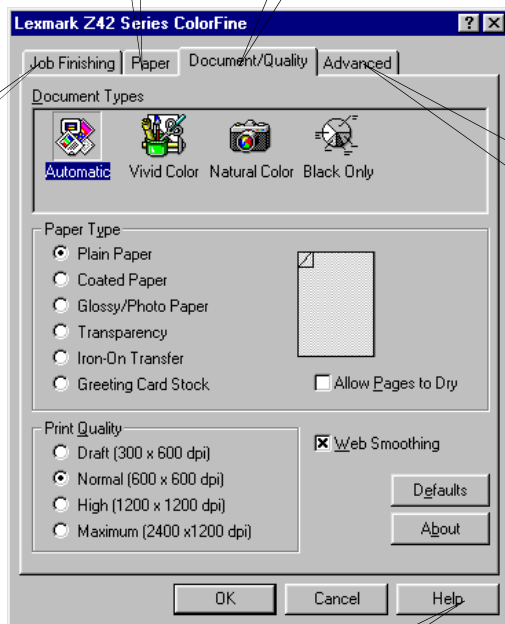 Lexmark Z42 Series ColorFine
Job Finishing Paper Document/Quality Advanced
Document Types
Automatic Vivid Color Natural Color Black Only
Paper Type
Plain Paper
Coated Paper
Glossy/Photo Paper
Transparency
Iron-On Transfer
Greeting Card Stock
Allow Pages to Dry
Print Quality
Draft (300 x 600 dpi)
Normal (600 x 600 dpi)
High (1200 x 1200 dpi)
Maximum (2400 x1200 dpi)
Web Smoothing
Defaults
About
OK Cancel Help